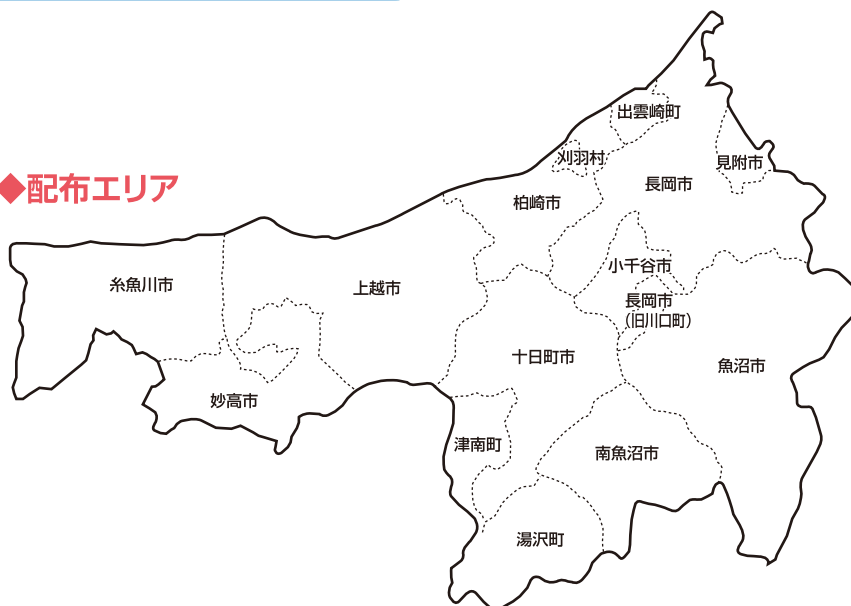 ◆配布エリア
出雲崎町
刈羽村
見附市
長岡市
柏崎市
小千谷市
糸魚川市
上越市
長岡市
（旧川口町）
十日町市
魚沼市
妙高市
津南町
南魚沼市
湯沢町